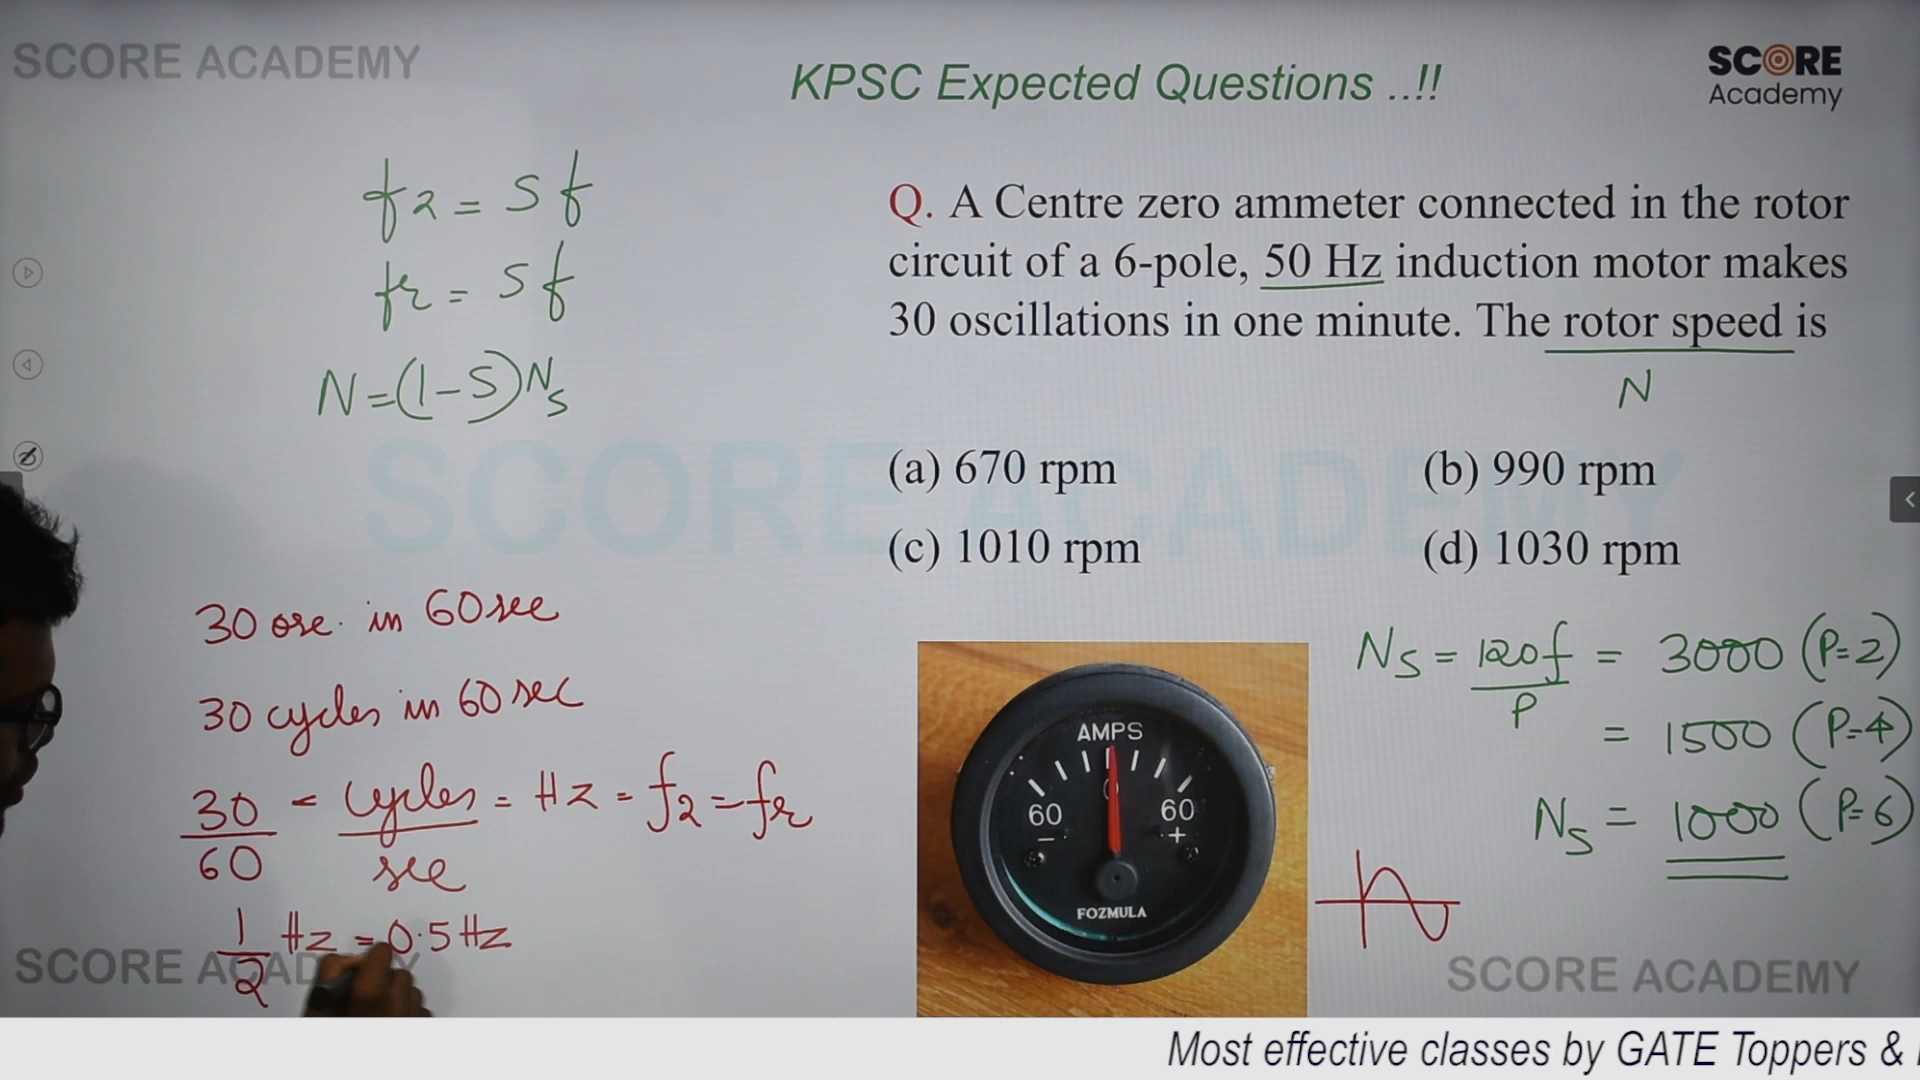 SCORE ACADEMY
KPSC Expected Questions ..!!
SCORE
Academy
f2 = s f
fr = s f
N = (1 - S) Ns
Q. A Centre zero ammeter connected in the rotor
circuit of a 6-pole, 50 Hz induction motor makes
30 oscillations in one minute. The rotor speed is
N
(a) 670 rpm
(b) 990 rpm
(c) 1010 rpm
(d) 1030 rpm
SCORE ACADEMY
30 osc. in 60 sec
30 cycles in 60 sec
30/60 = cycles/sec = Hz = f2 = fr
1/2 Hz = 0.5 Hz
AMPS
0
60 60
- +
FOZMULA
Ns = 120f/P = 3000 (P=2)
= 1500 (P=4)
Ns = 1000 (P=6)
SCORE ACADEMY
SCORE ACADEMY
Most effective classes by GATE Toppers &